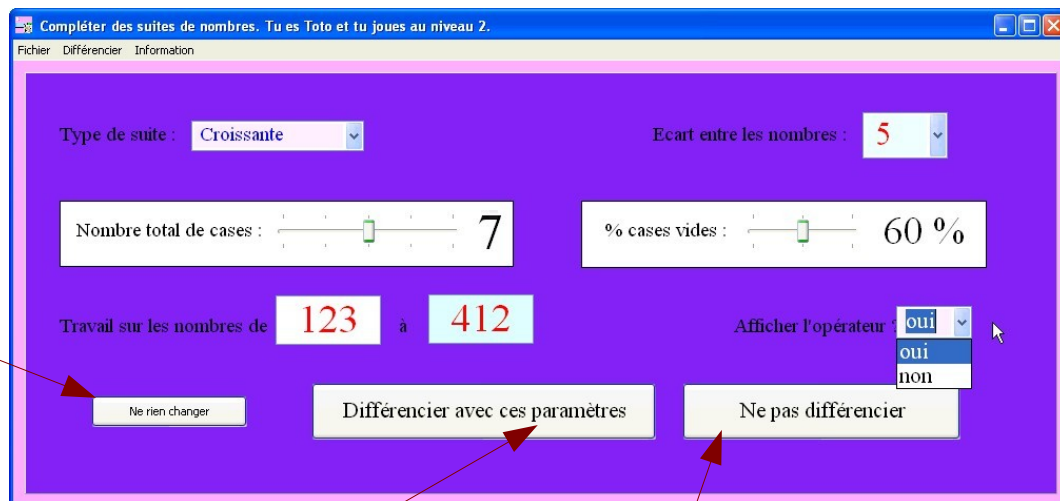 Compléter des suites de nombres. Tu es Toto et tu joues au niveau 2.
Fichier Différencier Information
Type de suite : Croissante Ecart entre les nombres : 5
Nombre total de cases : 7 % cases vides : 60 %
Travail sur les nombres de 123 à 412 Afficher l'opérateur ? oui
oui
non
Ne rien changer Différencier avec ces paramètres Ne pas différencier